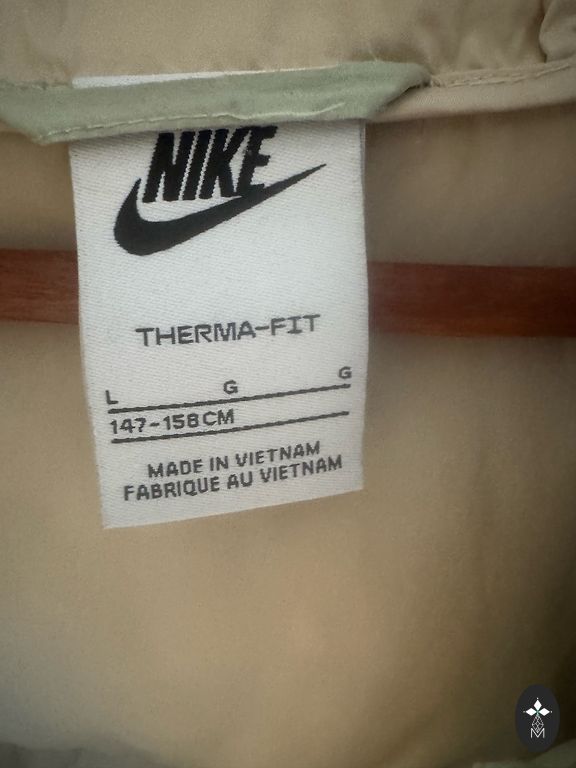 NIKE
THERMA-FIT
L G G
147-158CM
MADE IN VIETNAM
FABRIQUE AU VIETNAM
M